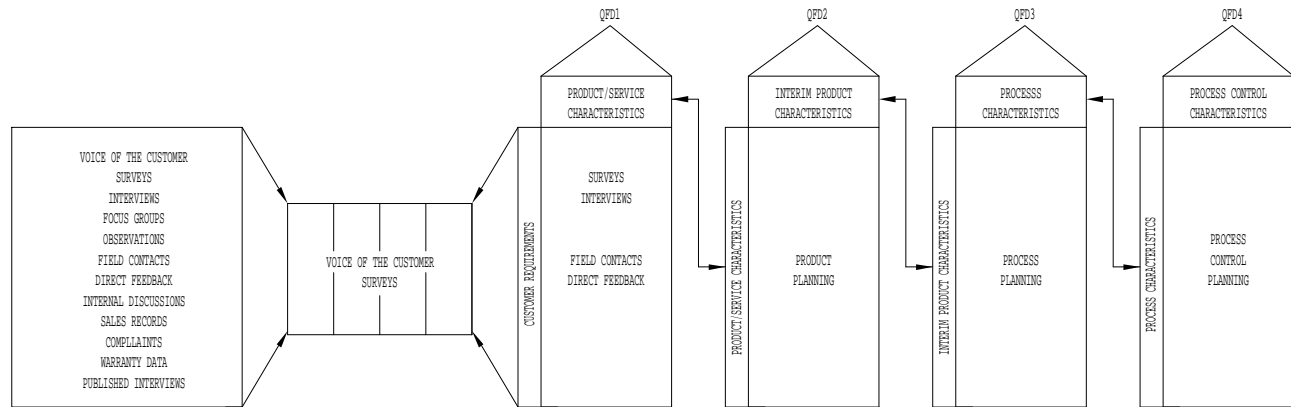 QFD1
QFD2
QFD3
QFD4
PRODUCT/SERVICE
CHARACTERISTICS
INTERIM PRODUCT
CHARACTERISTICS
PROCESSS
CHARACTERISTICS
PROCESS CONTROL
CHARACTERISTICS
VOICE OF THE CUSTOMER
SURVEYS
INTERVIEWS
FOCUS GROUPS
OBSERVATIONS
FIELD CONTACTS
DIRECT FEEDBACK
INTERNAL DISCUSSIONS
SALES RECORDS
COMPLLAINTS
WARRANTY DATA
PUBLISHED INTERVIEWS
VOICE OF THE CUSTOMER
SURVEYS
CUSTOMER REQUIREMENTS
SURVEYS
INTERVIEWS
FIELD CONTACTS
DIRECT FEEDBACK
PRODUCT/SERVICE CHARACTERISTICS
PRODUCT
PLANNING
INTERIM PRODUCT CHARACTERISTICS
PROCESS
PLANNING
PROCESS CHARACTERISTICS
PROCESS
CONTROL
PLANNING